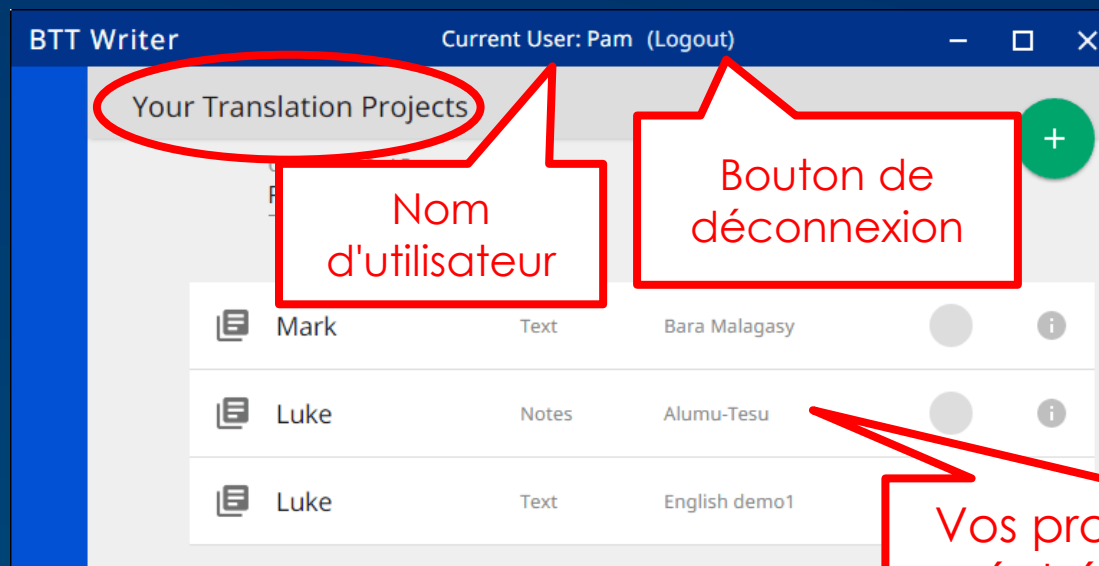 BTT Writer
Current User: Pam (Logout)
Your Translation Projects
+
Nom
d'utilisateur
Bouton de
déconnexion
Mark Text Bara Malagasy
Luke Notes Alumu-Tesu
Luke Text English demo1
Vos